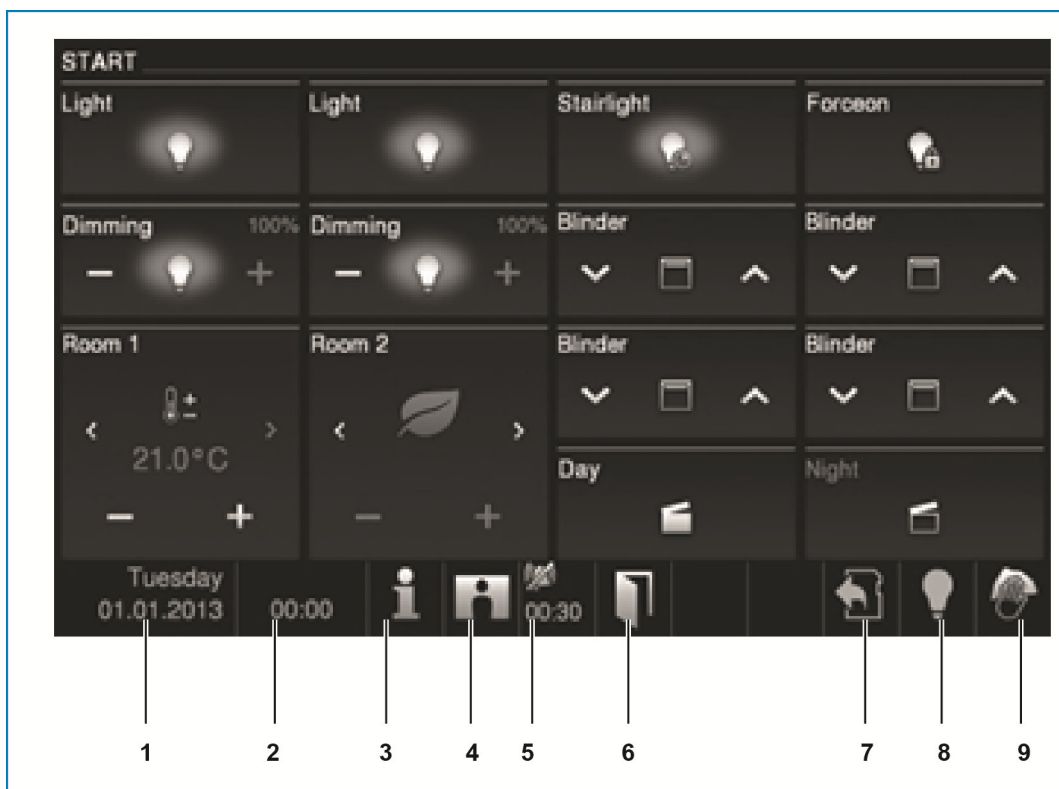 START
Light Light Stairlight Forceon
Dimming 100% Dimming 100% Blinder Blinder
Room 1 Room 2 Blinder Blinder
21.0°C
Day Night
Tuesday
01.01.2013 00:00 00:30
1 2 3 4 5 6 7 8 9